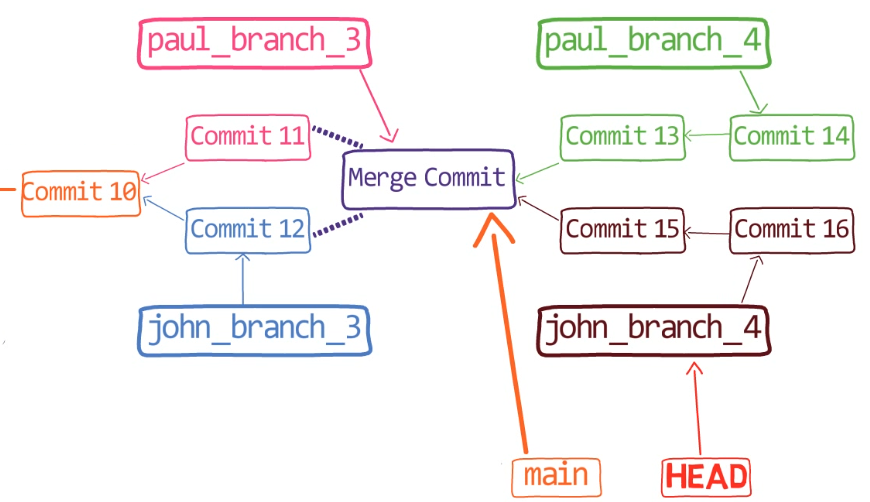 paul_branch_3
paul_branch_4
Commit 11
Commit 13
Commit 14
Merge Commit
Commit 10
Commit 12
Commit 15
Commit 16
john_branch_3
john_branch_4
main
HEAD